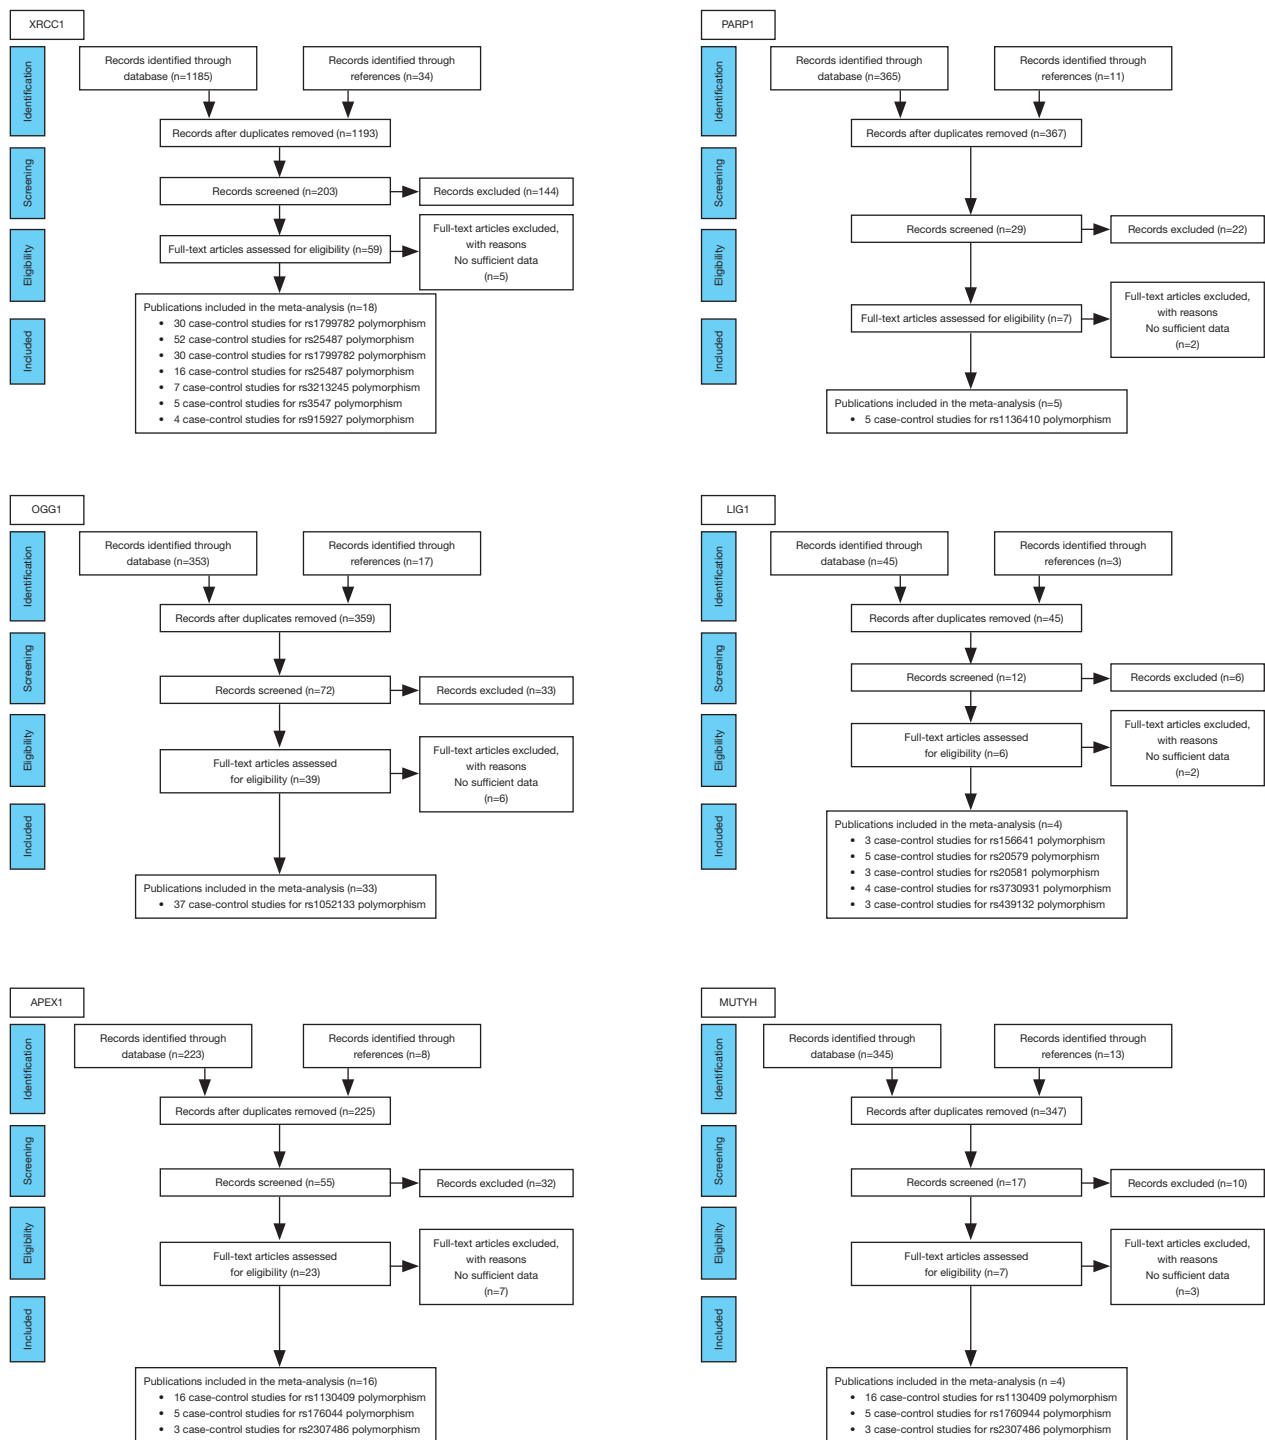 XRCC1
Identification
Records identified through
database (n=1185)
Records identified through
references (n=34)
Records after duplicates removed (n=1193)
Screening
Records screened (n=203)
Records excluded (n=144)
Eligibility
Full-text articles assessed for eligibility (n=59)
Full-text articles excluded,
with reasons
No sufficient data
(n=5)
Included
Publications included in the meta-analysis (n=18)
• 30 case-control studies for rs1799782 polymorphism
• 52 case-control studies for rs25487 polymorphism
• 30 case-control studies for rs1799782 polymorphism
• 16 case-control studies for rs25487 polymorphism
• 7 case-control studies for rs3213245 polymorphism
• 5 case-control studies for rs3547 polymorphism
• 4 case-control studies for rs915927 polymorphism
PARP1
Identification
Records identified through
database (n=365)
Records identified through
references (n=11)
Records after duplicates removed (n=367)
Screening
Records screened (n=29)
Records excluded (n=22)
Eligibility
Full-text articles assessed for eligibility (n=7)
Full-text articles excluded,
with reasons
No sufficient data
(n=2)
Included
Publications included in the meta-analysis (n=5)
• 5 case-control studies for rs1136410 polymorphism
OGG1
Identification
Records identified through
database (n=353)
Records identified through
references (n=17)
Records after duplicates removed (n=359)
Screening
Records screened (n=72)
Records excluded (n=33)
Eligibility
Full-text articles assessed
for eligibility (n=39)
Full-text articles excluded,
with reasons
No sufficient data
(n=6)
Included
Publications included in the meta-analysis (n=33)
• 37 case-control studies for rs1052133 polymorphism
LIG1
Identification
Records identified through
database (n=45)
Records identified through
references (n=3)
Records after duplicates removed (n=45)
Screening
Records screened (n=12)
Records excluded (n=6)
Eligibility
Full-text articles assessed
for eligibility (n=6)
Full-text articles excluded,
with reasons
No sufficient data
(n=2)
Included
Publications included in the meta-analysis (n=4)
• 3 case-control studies for rs156641 polymorphism
• 5 case-control studies for rs20579 polymorphism
• 3 case-control studies for rs20581 polymorphism
• 4 case-control studies for rs3730931 polymorphism
• 3 case-control studies for rs439132 polymorphism
APEX1
Identification
Records identified through
database (n=223)
Records identified through
references (n=8)
Records after duplicates removed (n=225)
Screening
Records screened (n=55)
Records excluded (n=32)
Eligibility
Full-text articles assessed
for eligibility (n=23)
Full-text articles excluded,
with reasons
No sufficient data
(n=7)
Included
Publications included in the meta-analysis (n=16)
• 16 case-control studies for rs1130409 polymorphism
• 5 case-control studies for rs176044 polymorphism
• 3 case-control studies for rs2307486 polymorphism
MUTYH
Identification
Records identified through
database (n=345)
Records identified through
references (n=13)
Records after duplicates removed (n=347)
Screening
Records screened (n=17)
Records excluded (n=10)
Eligibility
Full-text articles assessed
for eligibility (n=7)
Full-text articles excluded,
with reasons
No sufficient data
(n=3)
Included
Publications included in the meta-analysis (n =4)
• 16 case-control studies for rs1130409 polymorphism
• 5 case-control studies for rs1760944 polymorphism
• 3 case-control studies for rs2307486 polymorphism